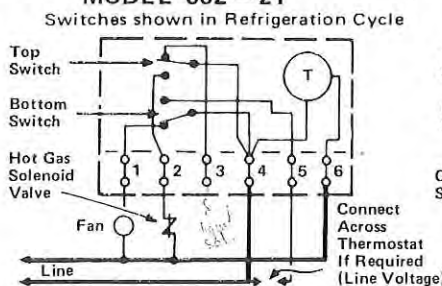 Switches shown in Refrigeration Cycle
Top
Switch
T
Bottom
Switch
Hot Gas
Solenoid
Valve
1 2 3 4 5 6
Fan
Connect
Across
Thermostat
If Required
(Line Voltage)
Line